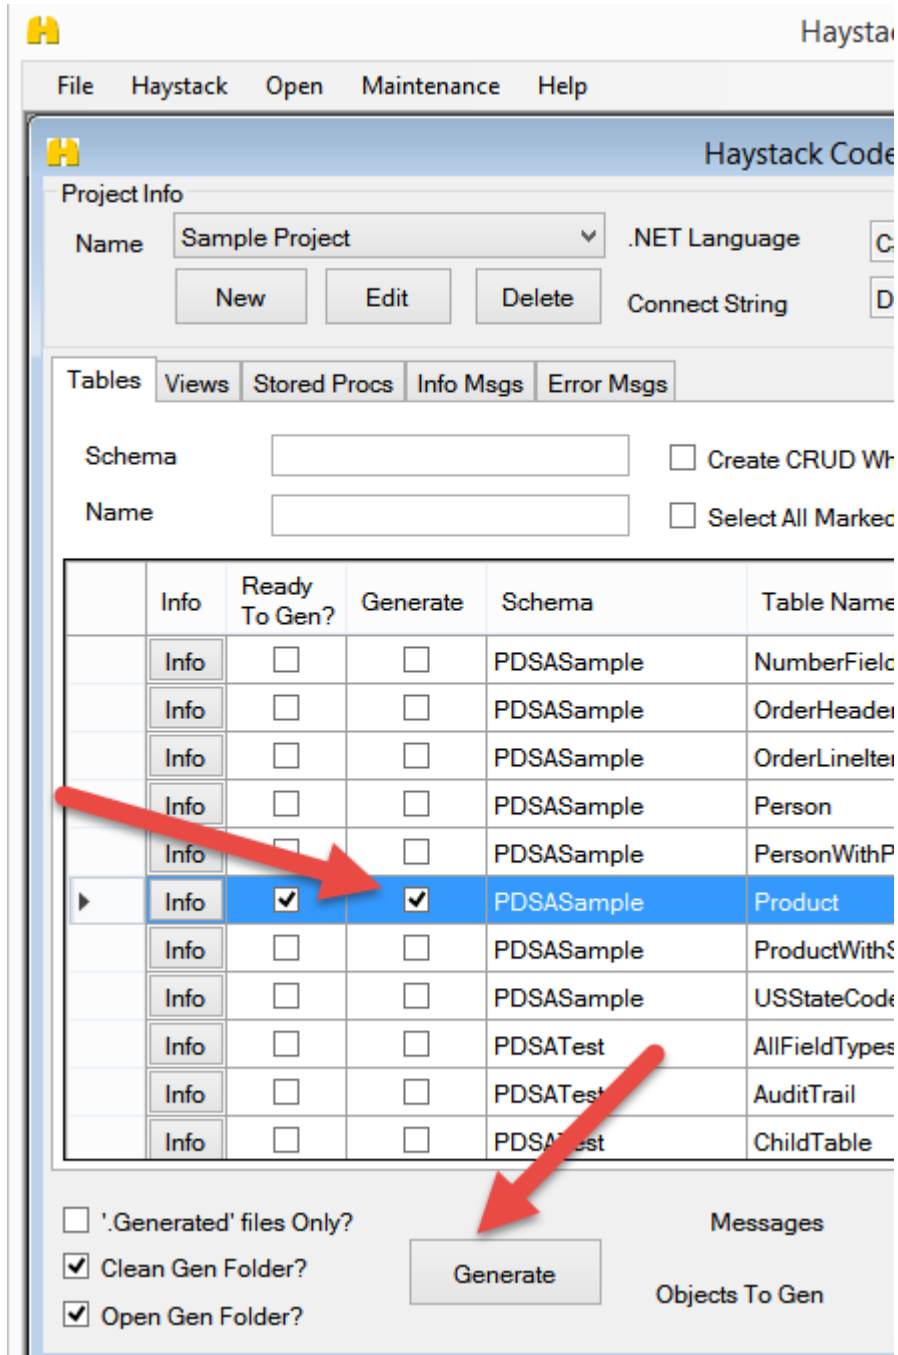 Haysta
File Haystack Open Maintenance Help
Haystack Code
Project Info
Name Sample Project .NET Language
New Edit Delete Connect String D
Tables Views Stored Procs Info Msgs Error Msgs
Schema Create CRUD Wh
Name Select All Marked
Info Ready To Gen? Generate Schema Table Name
Info PDSASample NumberField
Info PDSASample OrderHeader
Info PDSASample OrderLineIter
Info PDSASample Person
Info PDSASample PersonWithP
Info PDSASample Product
Info PDSASample ProductWithS
Info PDSASample USStateCode
Info PDSATest AllFieldTypes
Info PDSATest AuditTrail
Info PDSATest ChildTable
'.Generated' files Only? Messages
Clean Gen Folder? Generate
Open Gen Folder? Objects To Gen